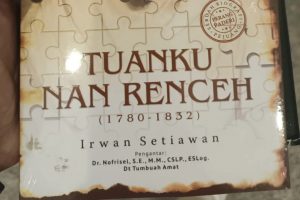 TUANKU
NAN RENCEH
(1780-1832)
Irwan Setiawan
Pengantar:
Dr. Nofrisel, S.E., M.M., CSLP., ESLog.
Dt Tumbuah Amat